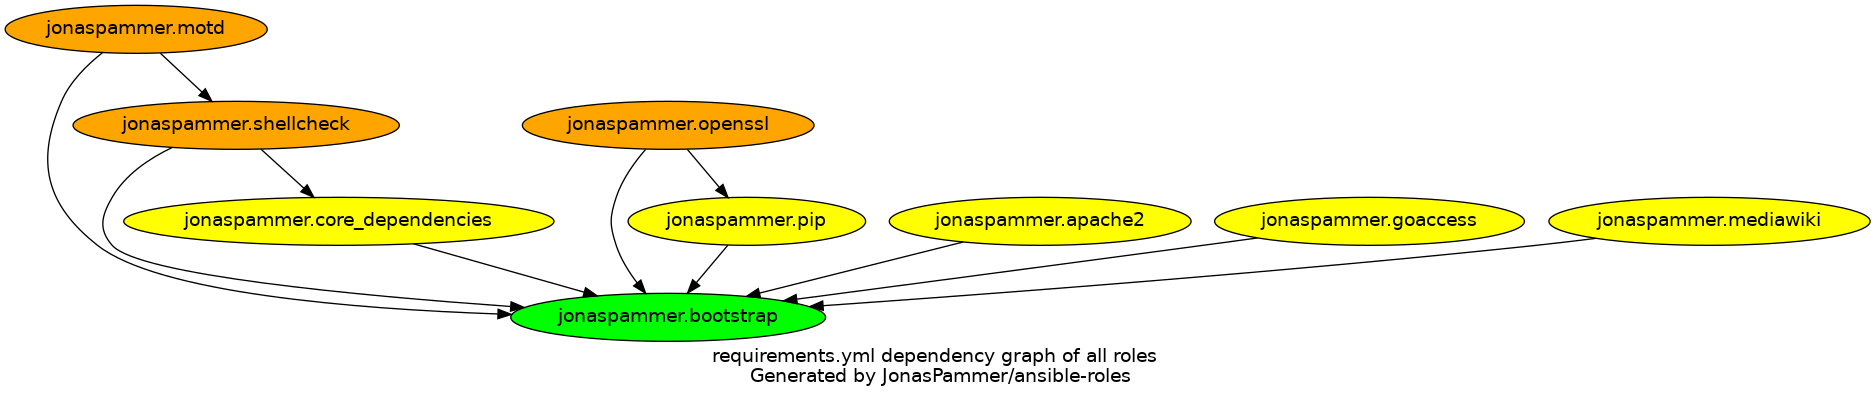 jonaspammer.motd
jonaspammer.shellcheck
jonaspammer.openssl
jonaspammer.core_dependencies
jonaspammer.pip
jonaspammer.apache2
jonaspammer.goaccess
jonaspammer.mediawiki
jonaspammer.bootstrap
requirements.yml dependency graph of all roles
Generated by JonasPammer/ansible-roles